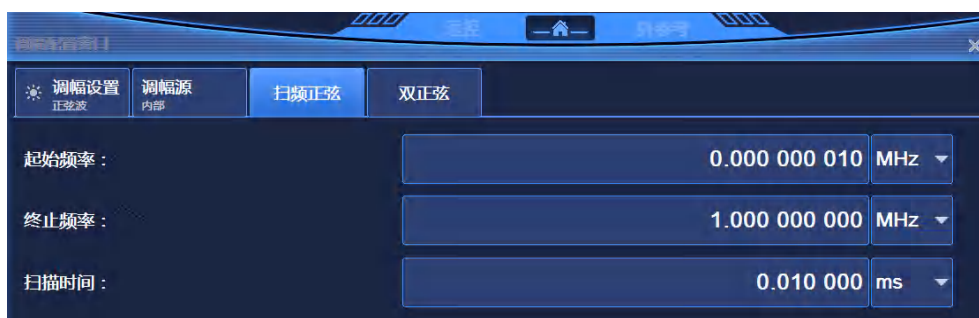 调幅设置
正弦波
调幅源
内部
扫频正弦
双正弦
起始频率：
0.000 000 010 MHz
终止频率：
1.000 000 000 MHz
扫描时间：
0.010 000 ms